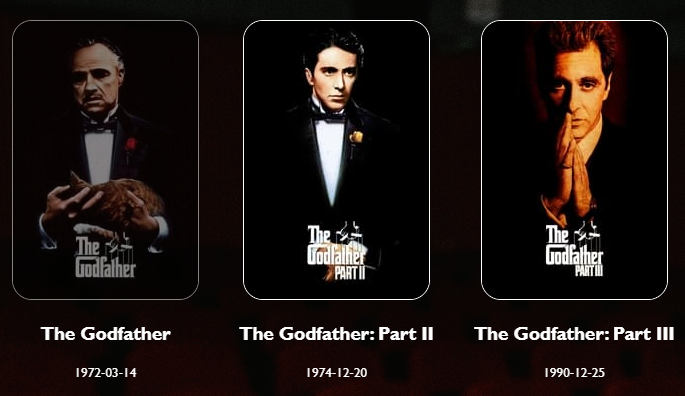 The
Godfather
The
Godfather
PART II
The
Godfather
PART III
The Godfather
The Godfather: Part II
The Godfather: Part III
1972-03-14
1974-12-20
1990-12-25